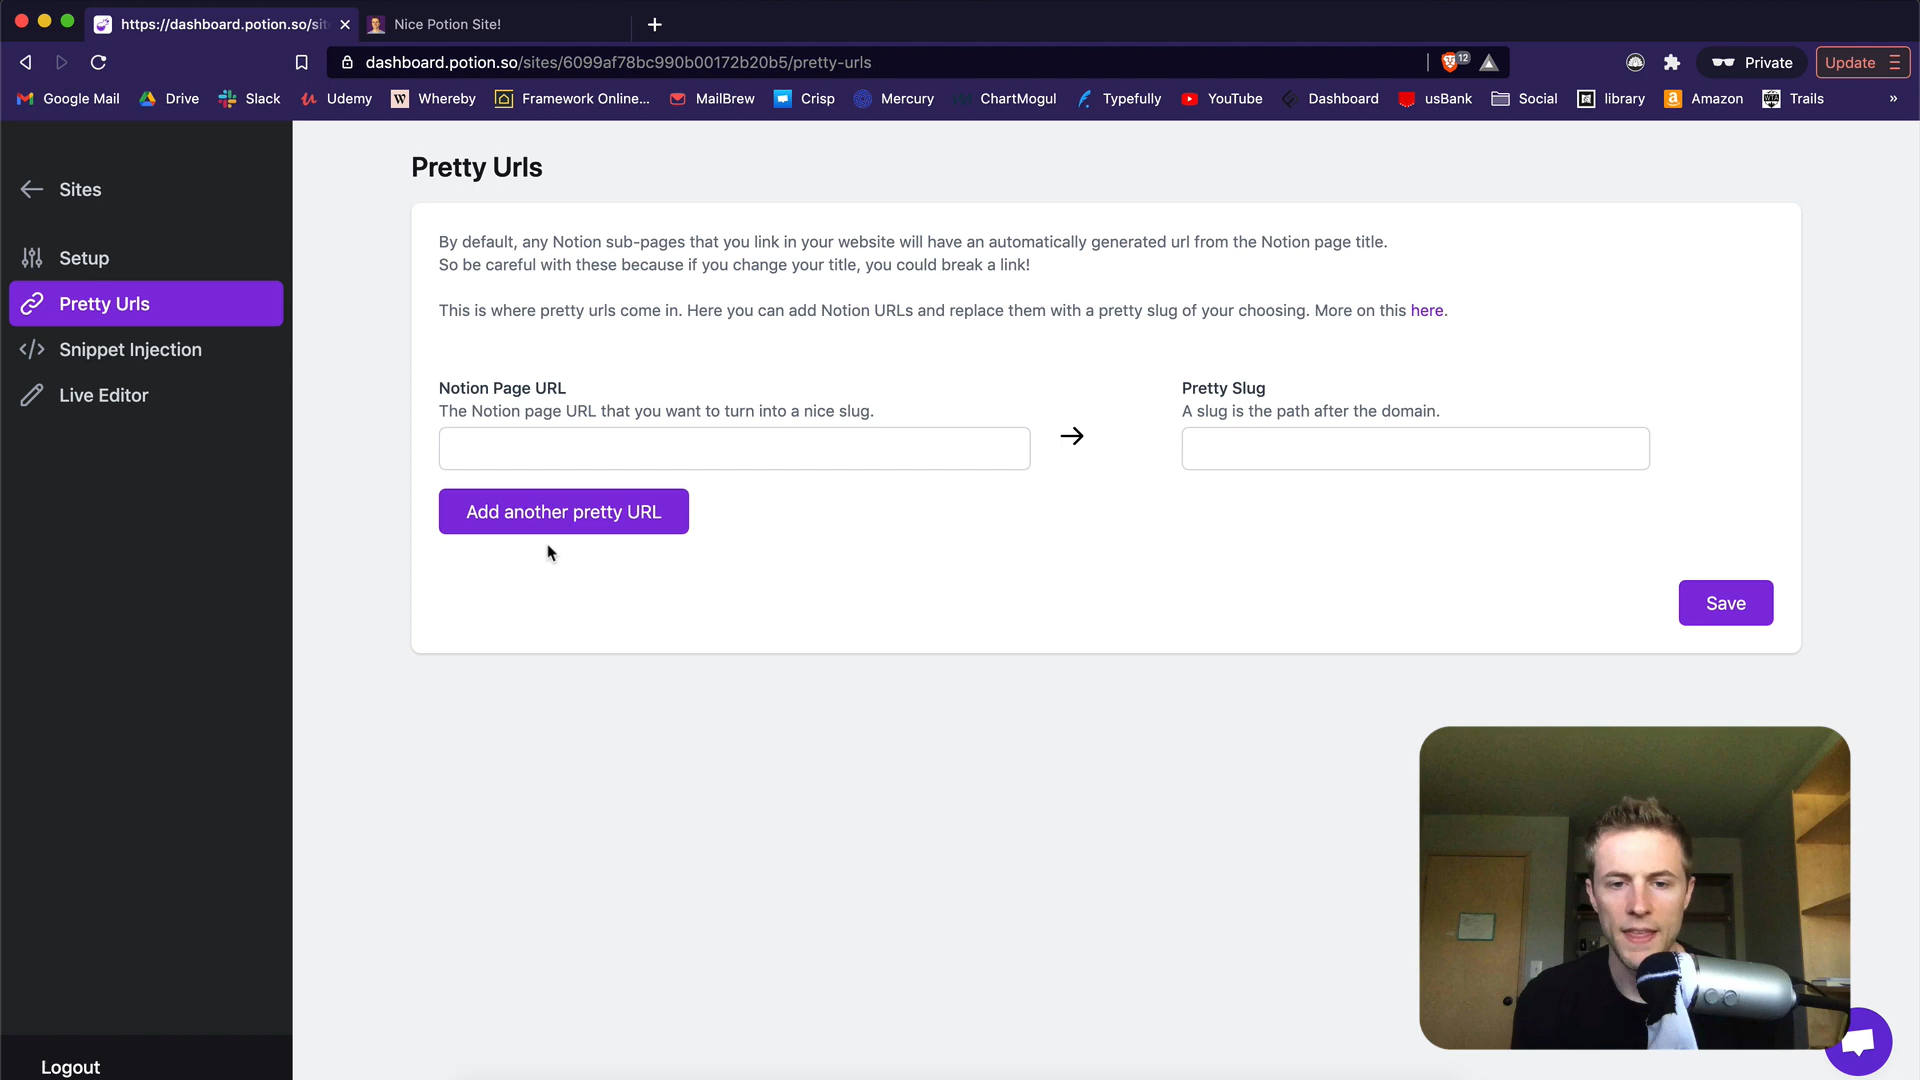 https://dashboard.potion.so/sit
Nice Potion Site!
dashboard.potion.so/sites/6099af78bc990b00172b20b5/pretty-urls
12
Private
Update
Google Mail
Drive
Slack
Udemy
Whereby
Framework Online...
MailBrew
Crisp
Mercury
ChartMogul
Typefully
YouTube
Dashboard
usBank
Social
library
Amazon
Trails
»
Sites
Setup
Pretty Urls
Snippet Injection
Live Editor
Logout
Pretty Urls
By default, any Notion sub-pages that you link in your website will have an automatically generated url from the Notion page title.
So be careful with these because if you change your title, you could break a link!
This is where pretty urls come in. Here you can add Notion URLs and replace them with a pretty slug of your choosing. More on this here.
Notion Page URL
The Notion page URL that you want to turn into a nice slug.
Pretty Slug
A slug is the path after the domain.
Add another pretty URL
Save